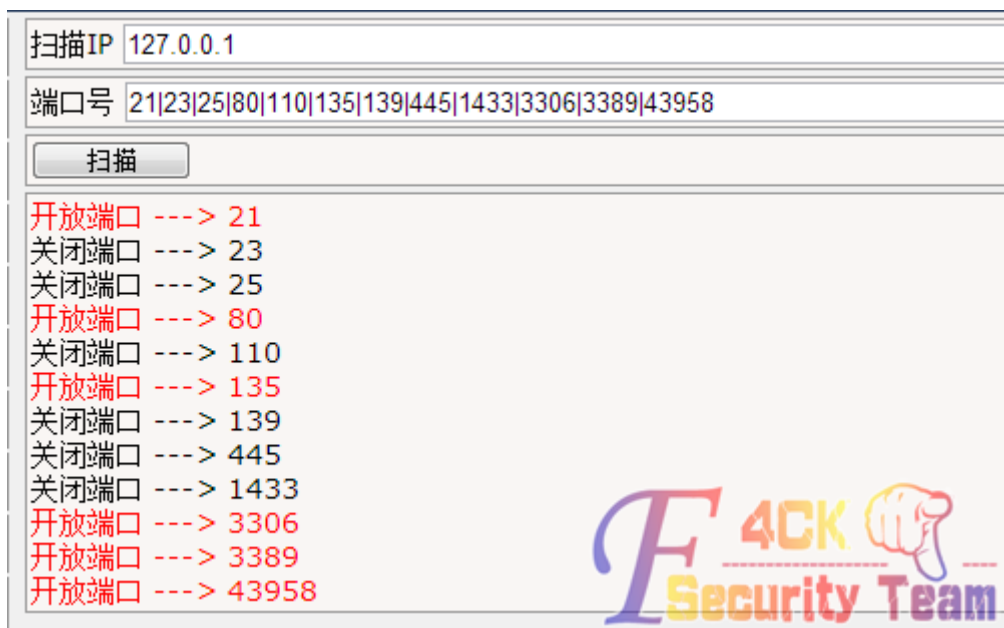 扫描IP 127.0.0.1
端口号 21|23|25|80|110|135|139|445|1433|3306|3389|43958
扫描
开放端口 ---> 21
关闭端口 ---> 23
关闭端口 ---> 25
开放端口 ---> 80
关闭端口 ---> 110
开放端口 ---> 135
关闭端口 ---> 139
关闭端口 ---> 445
关闭端口 ---> 1433
开放端口 ---> 3306
开放端口 ---> 3389
开放端口 ---> 43958
F4CK
Security Team